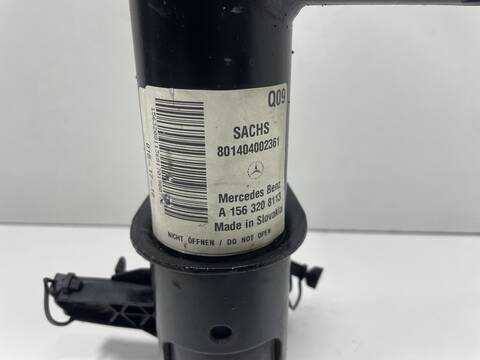 Q09
SACHS
801404002361
Mercedes Benz
A 156 320 8113
Made in Slovakia
NICHT ÖFFNEN / DO NOT OPEN